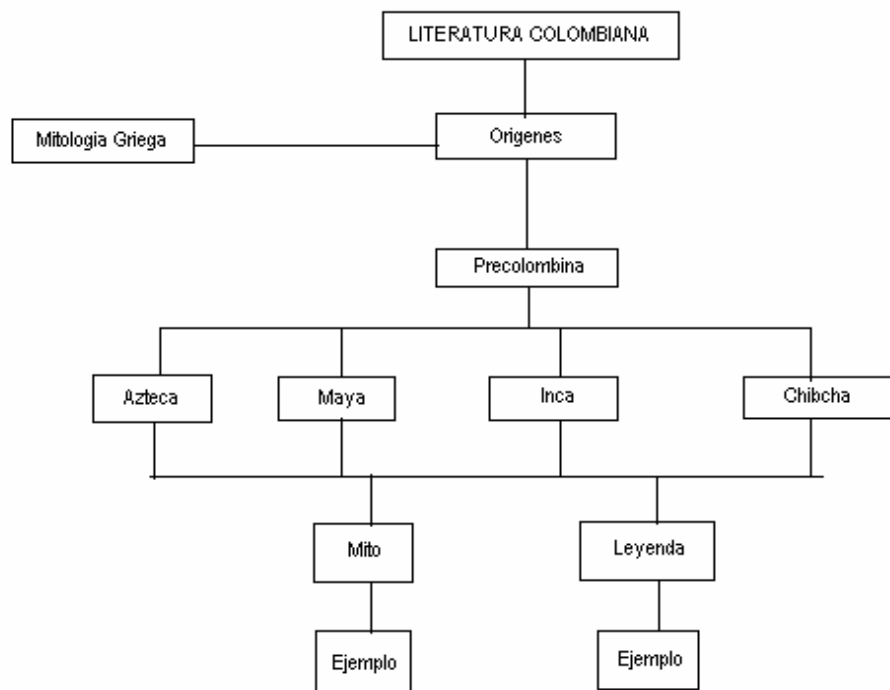 LITERATURA COLOMBIANA
Mitologia Griega
Origenes
Precolombina
Azteca
Maya
Inca
Chibcha
Mito
Leyenda
Ejemplo
Ejemplo